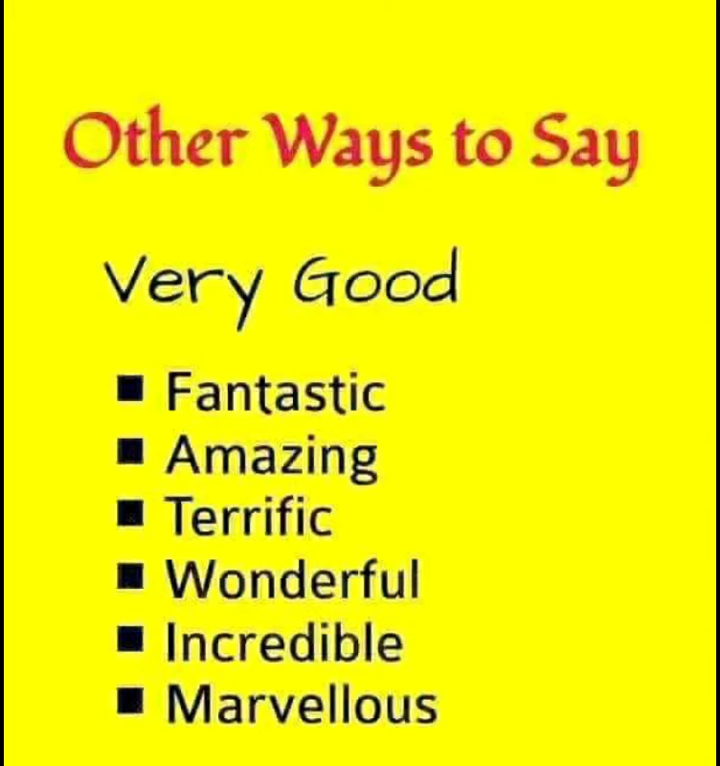 Other Ways to Say
Very Good
▪ Fantastic
▪ Amazing
▪ Terrific
▪ Wonderful
▪ Incredible
▪ Marvellous